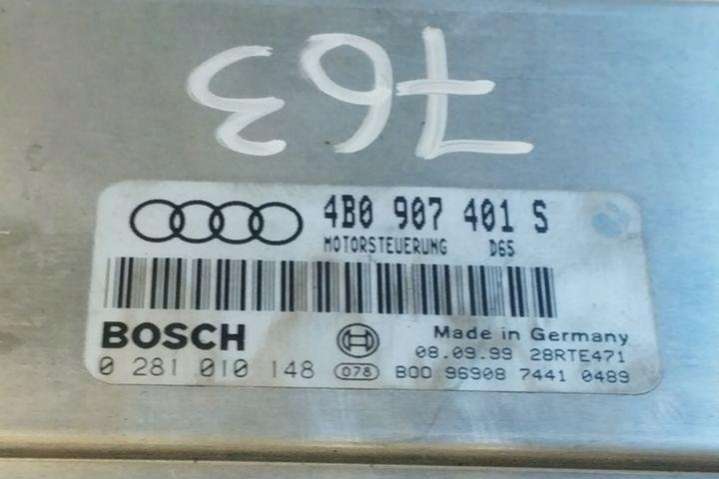 763
4B0 907 401 S
MOTORSTEUERUNG D65
BOSCH
Made in Germany
08.09.99 28RTE471
0 281 010 148 078 B00 96908 7441 0489